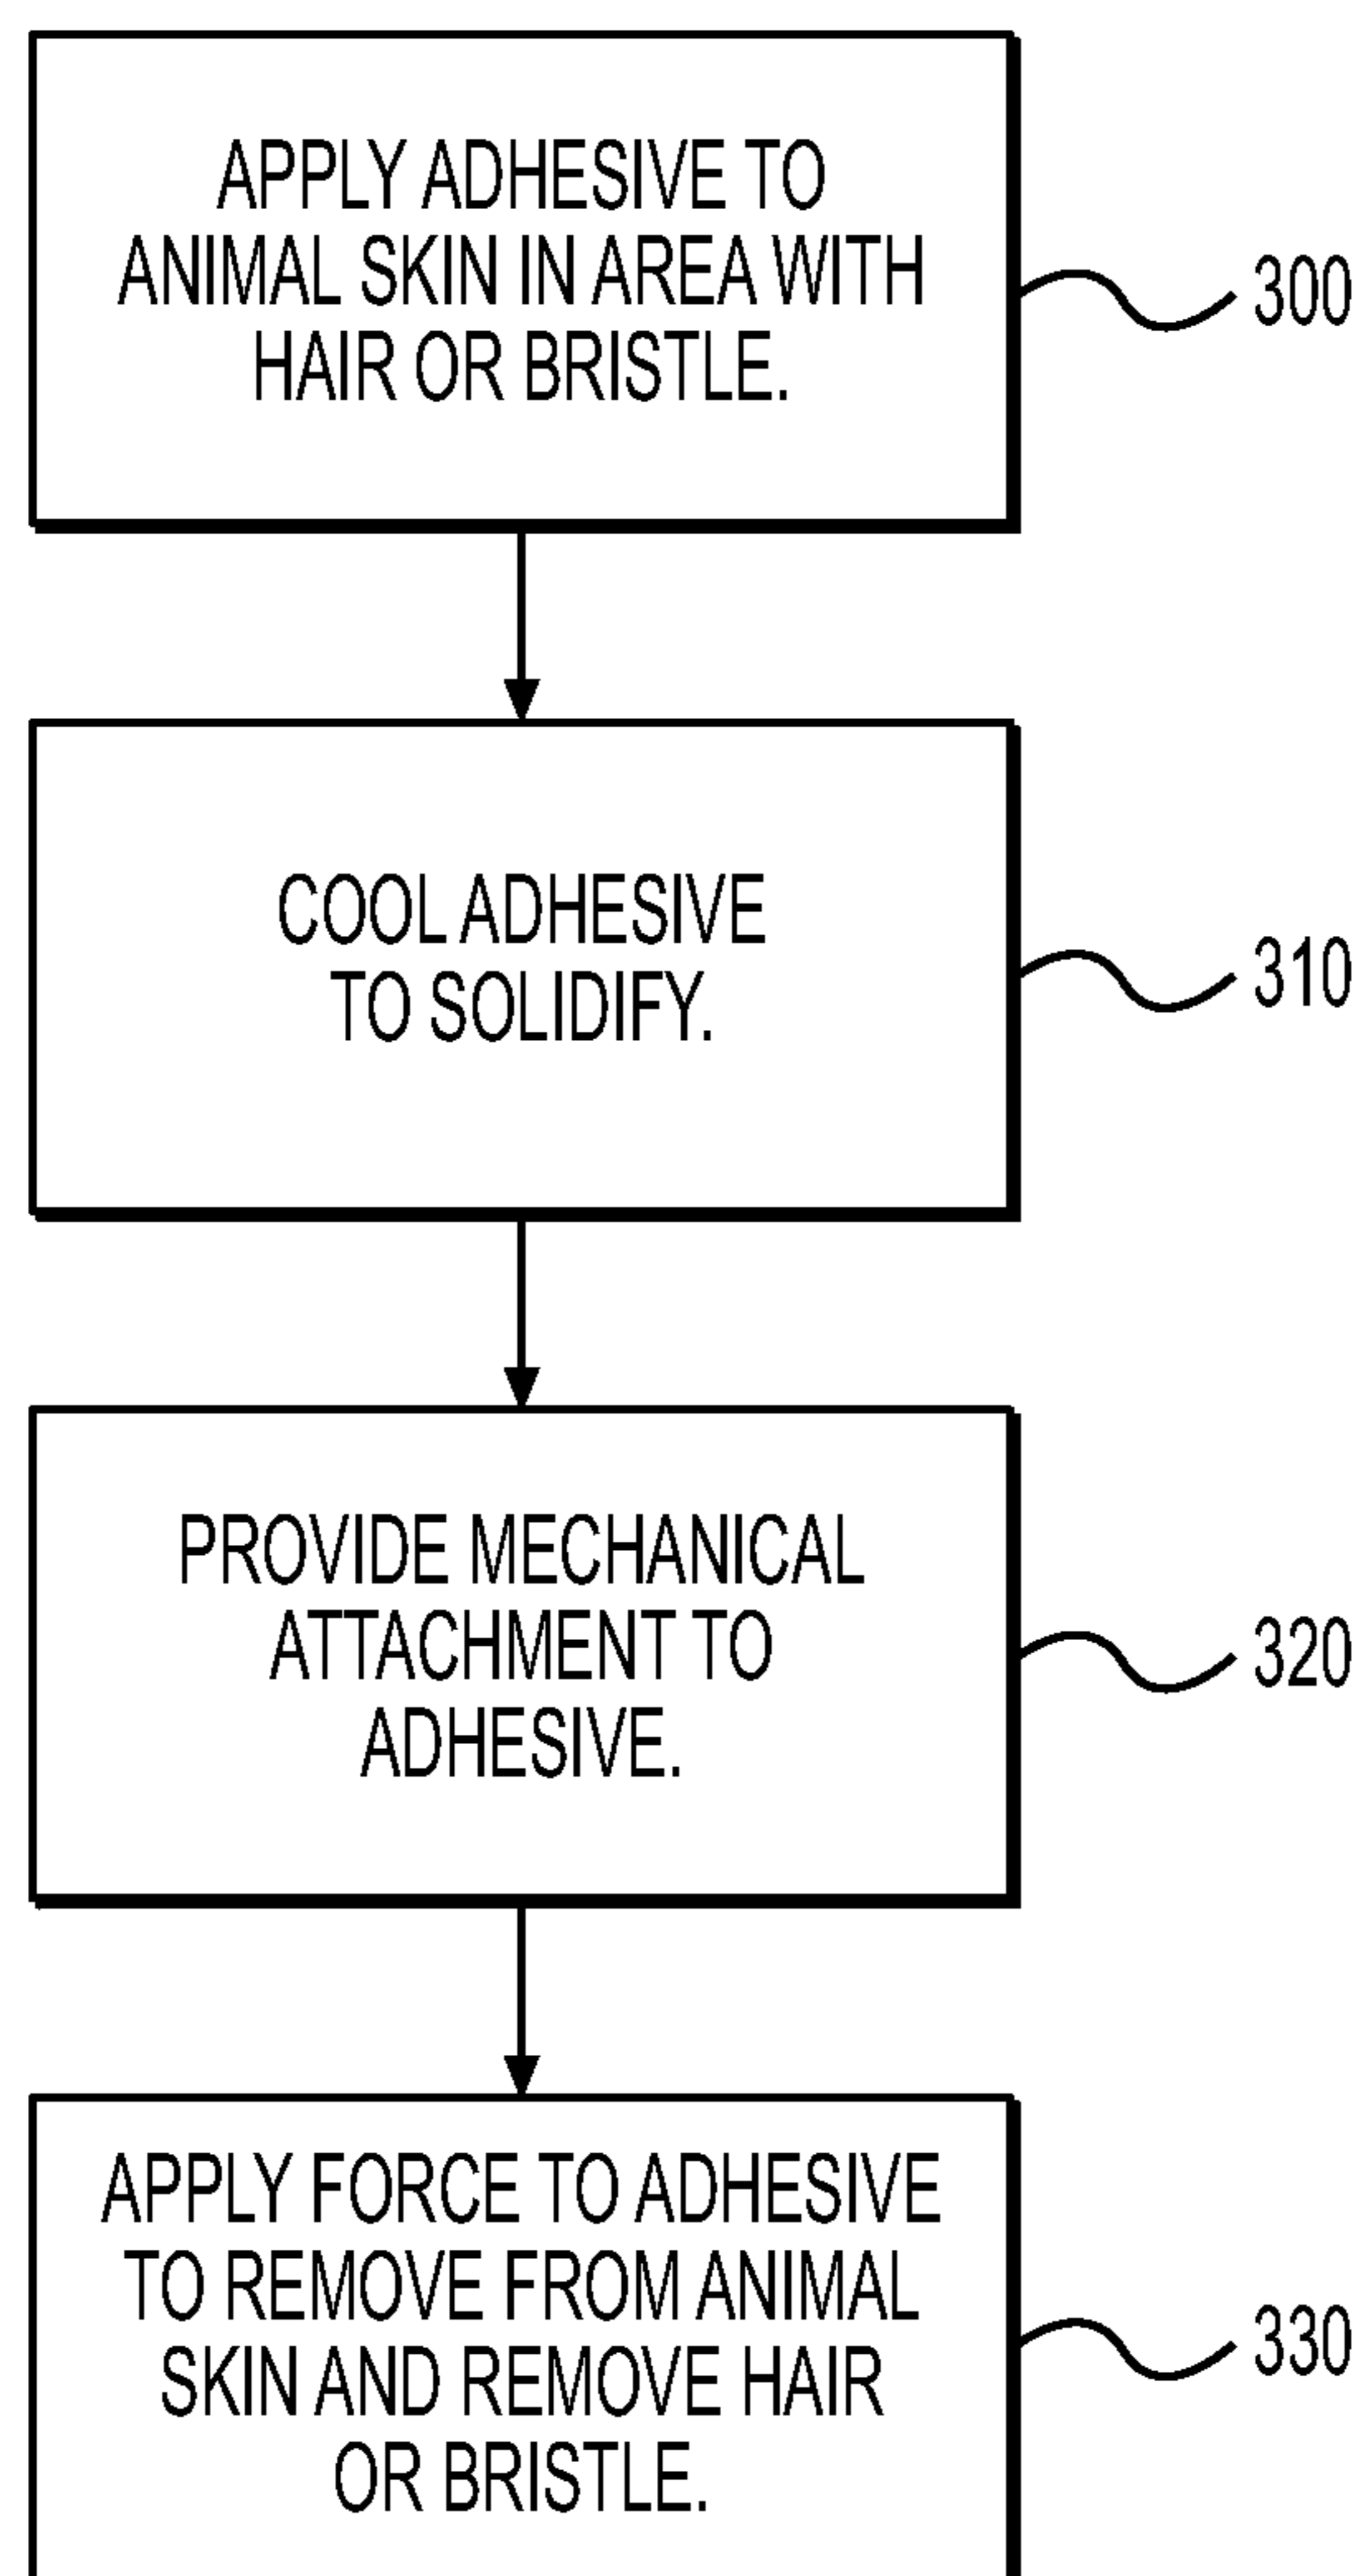 APPLY ADHESIVE TO
ANIMAL SKIN IN AREA WITH
HAIR OR BRISTLE.
300
COOL ADHESIVE
TO SOLIDIFY.
310
PROVIDE MECHANICAL
ATTACHMENT TO
ADHESIVE.
320
APPLY FORCE TO ADHESIVE
TO REMOVE FROM ANIMAL
SKIN AND REMOVE HAIR
OR BRISTLE.
330